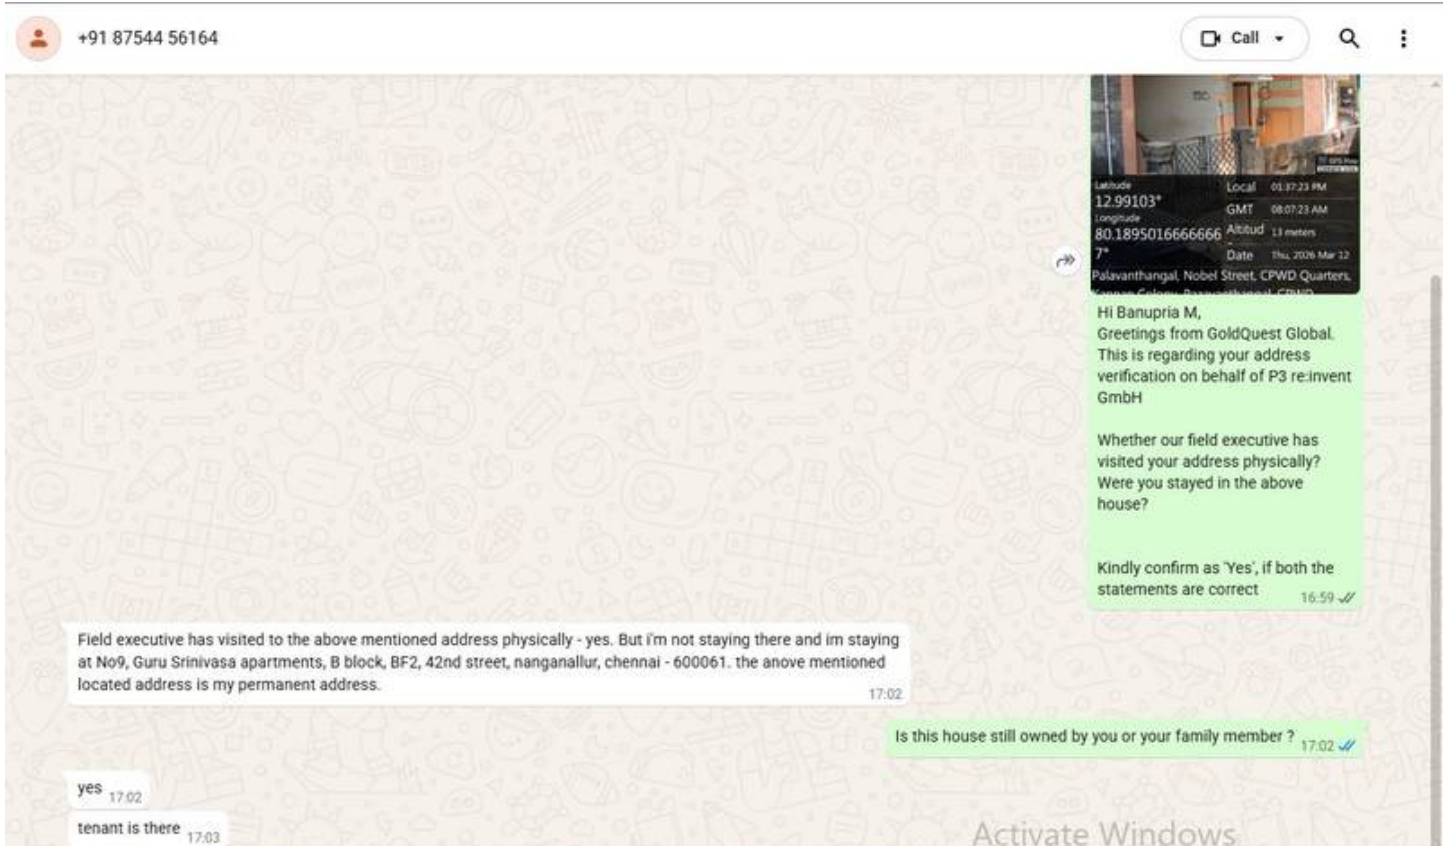 +91 87544 56164
Call
Latitude
12.99103°
Longitude
80.1895016666666
7°
Local 01:37:23 PM
GMT 08:07:23 AM
Altitud 13 meters
Date Thu, 2026 Mar 12
Palavanthangal, Nobel Street, CPWD Quarters,
Hi Banupria M,
Greetings from GoldQuest Global.
This is regarding your address
verification on behalf of P3 re:invent
GmbH
Whether our field executive has
visited your address physically?
Were you stayed in the above
house?
Kindly confirm as 'Yes', if both the
statements are correct
16:59
Field executive has visited to the above mentioned address physically - yes. But i'm not staying there and im staying
at No9, Guru Srinivasa apartments, B block, BF2, 42nd street, nanganallur, chennai - 600061. the anove mentioned
located address is my permanent address.
17:02
Is this house still owned by you or your family member ? 17:02
yes 17:02
tenant is there 17:03
Activate Windows